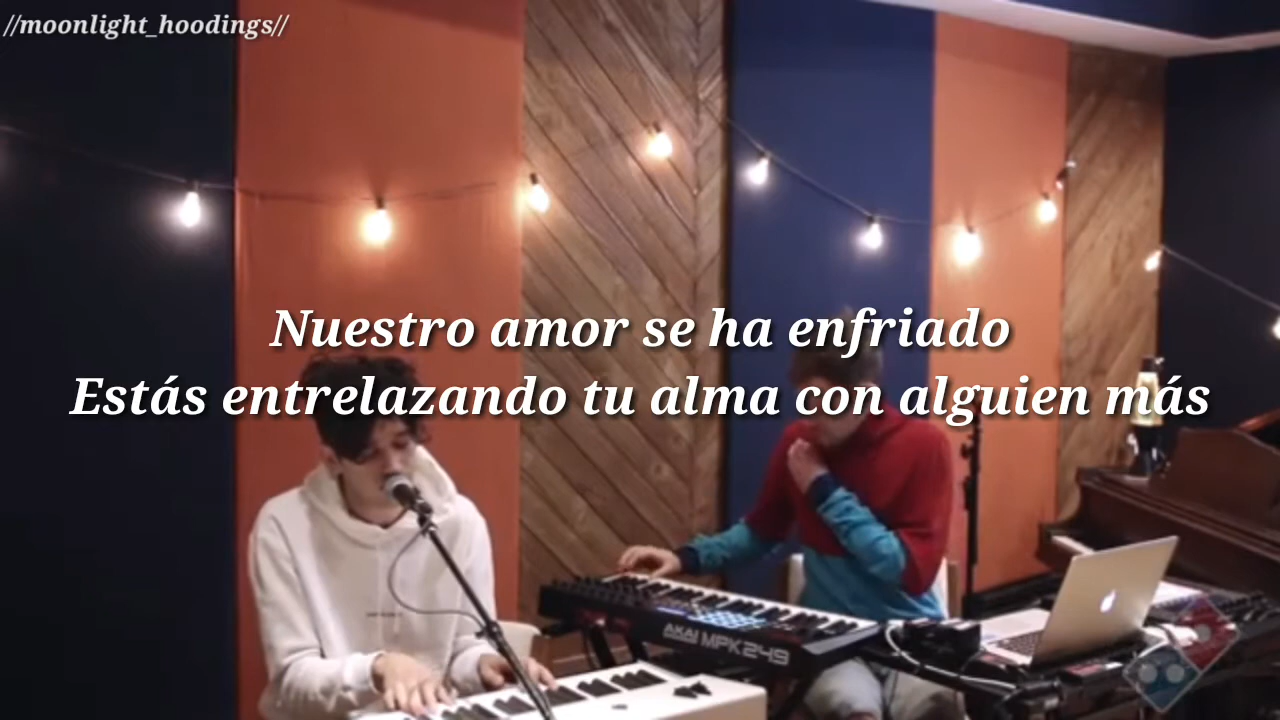 //moonlight_hoodings//
Nuestro amor se ha enfriado
Estás entrelazando tu alma con alguien más
AKAI MPK249